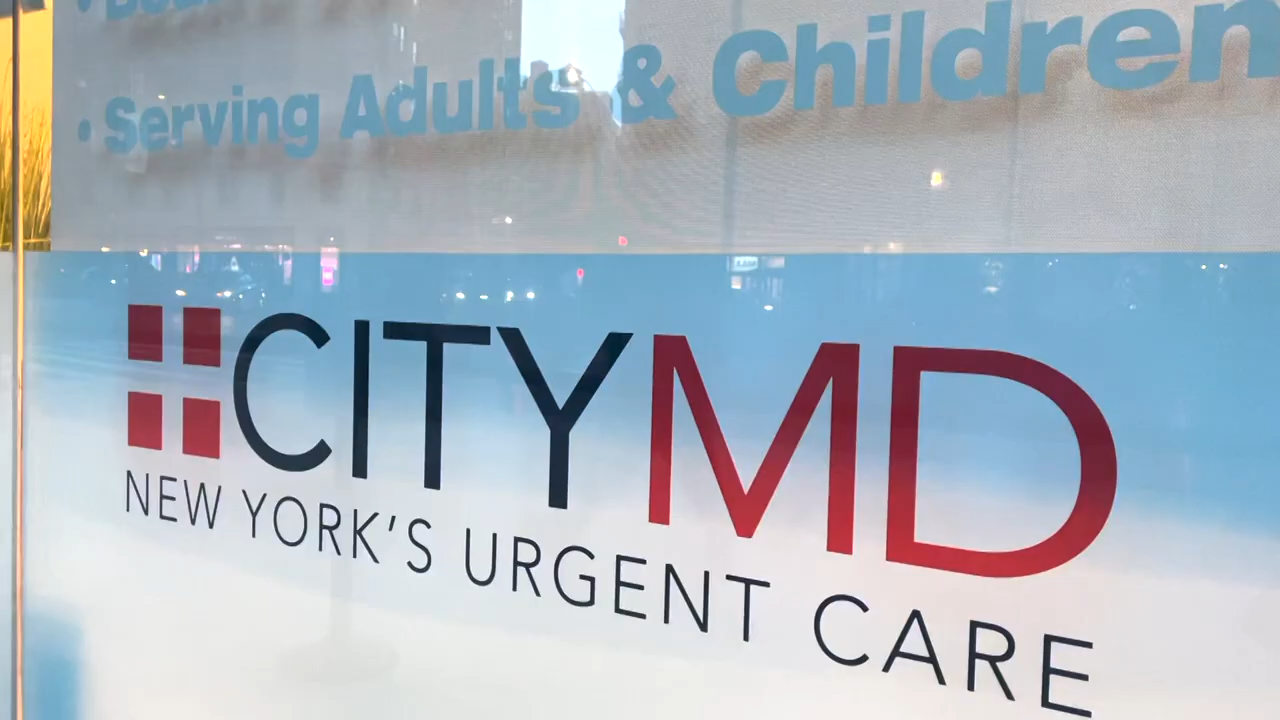 • Serving Adults & Children
CITYMD
NEW YORK'S URGENT CARE